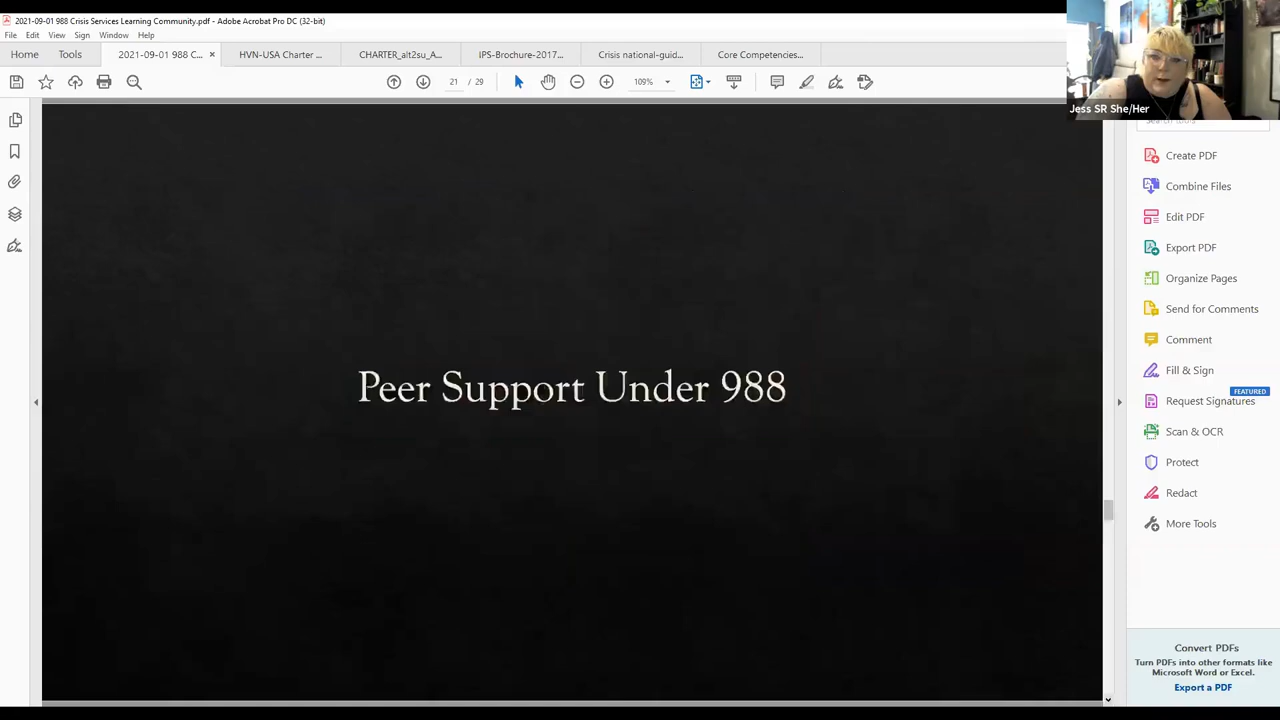 2021-09-01 988 Crisis Services Learning Community.pdf - Adobe Acrobat Pro DC (32-bit)
File Edit View Sign Window Help
Home Tools 2021-09-01 988 C... × HVN-USA Charter ... CHARTER_alt2su_A... IPS-Brochure-2017... Crisis national-guid... Core Competencies...
21 / 29 109%
Jess SR She/Her
Search tools
Create PDF
Combine Files
Edit PDF
Export PDF
Organize Pages
Send for Comments
Comment
Fill & Sign
FEATURED
Request Signatures
Scan & OCR
Protect
Redact
More Tools
Peer Support Under 988
Convert PDFs
Turn PDFs into other formats like
Microsoft Word or Excel.
Export a PDF